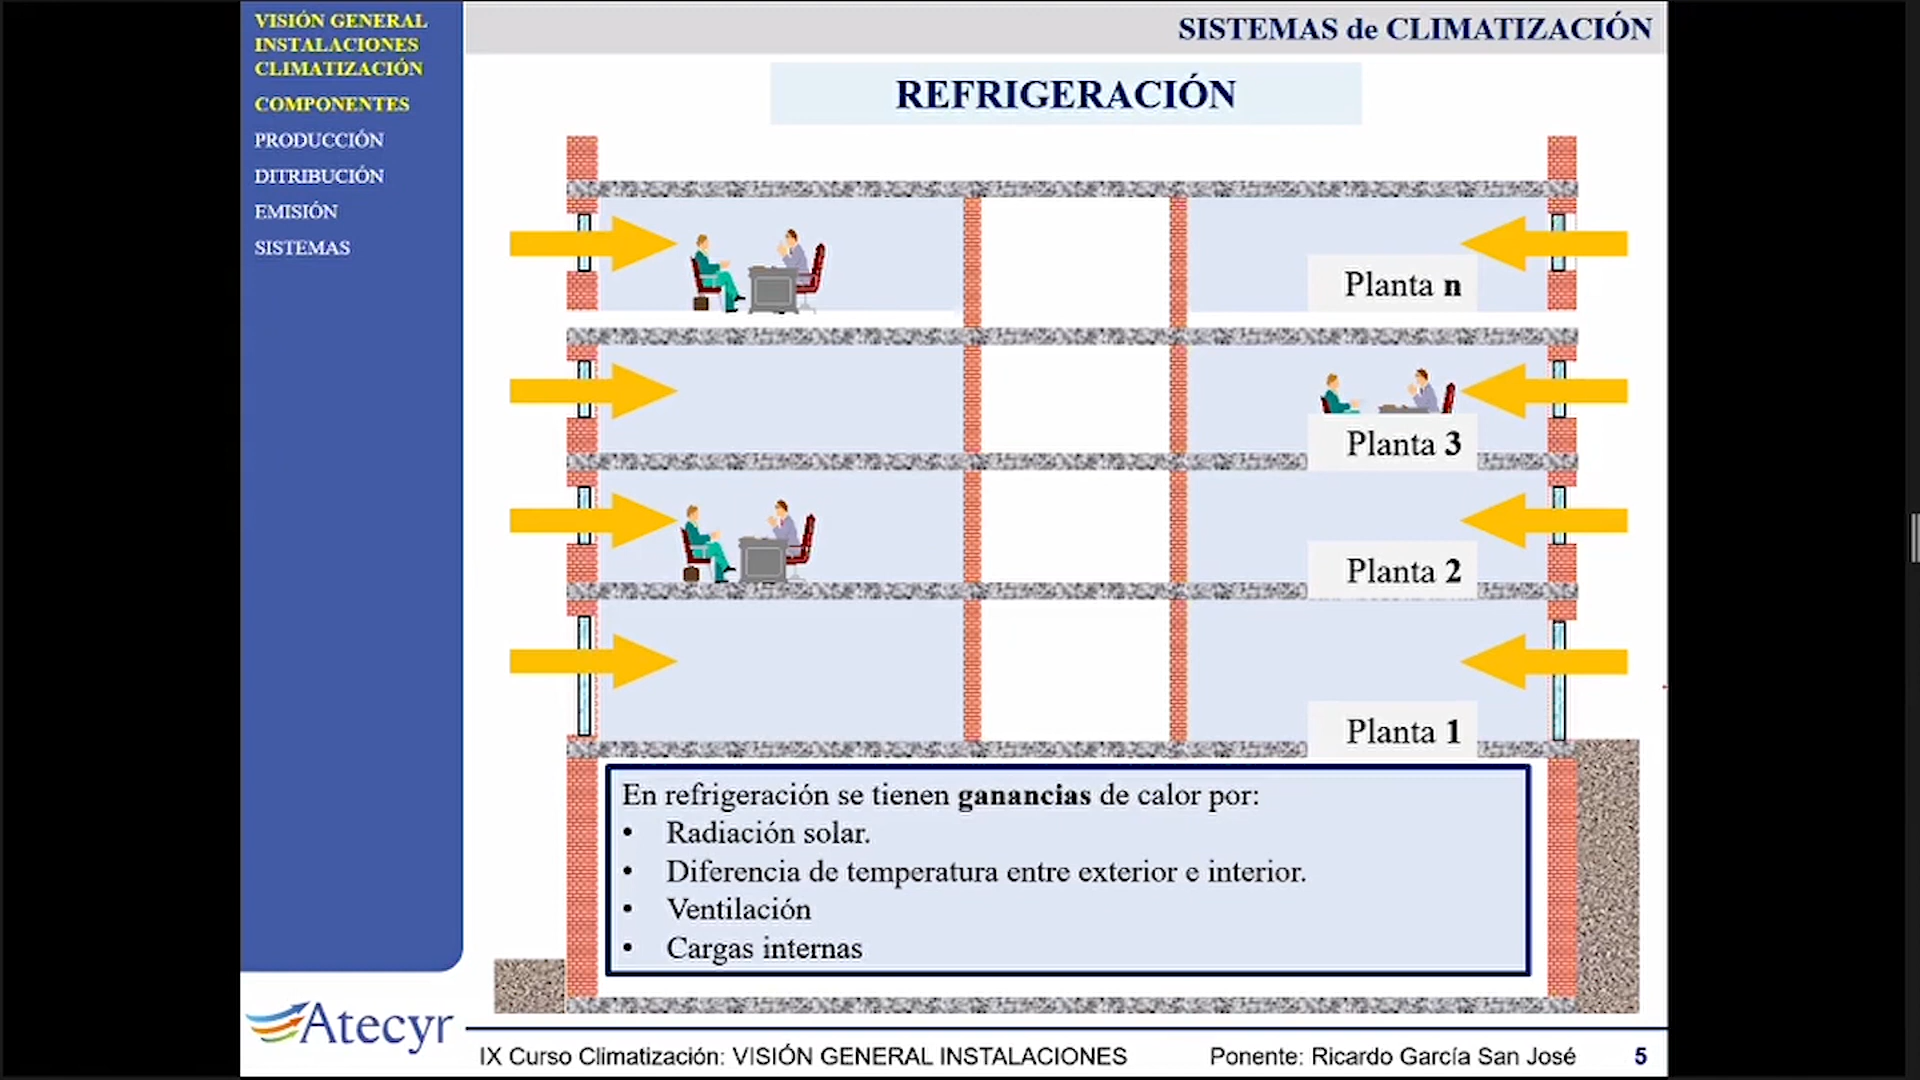 VISIÓN GENERAL
INSTALACIONES
CLIMATIZACIÓN
COMPONENTES
PRODUCCIÓN
DITRIBUCIÓN
EMISIÓN
SISTEMAS
SISTEMAS de CLIMATIZACIÓN
REFRIGERACIÓN
Planta n
Planta 3
Planta 2
Planta 1
En refrigeración se tienen ganancias de calor por:
• Radiación solar.
• Diferencia de temperatura entre exterior e interior.
• Ventilación
• Cargas internas
Atecyr
IX Curso Climatización: VISIÓN GENERAL INSTALACIONES
Ponente: Ricardo García San José
5